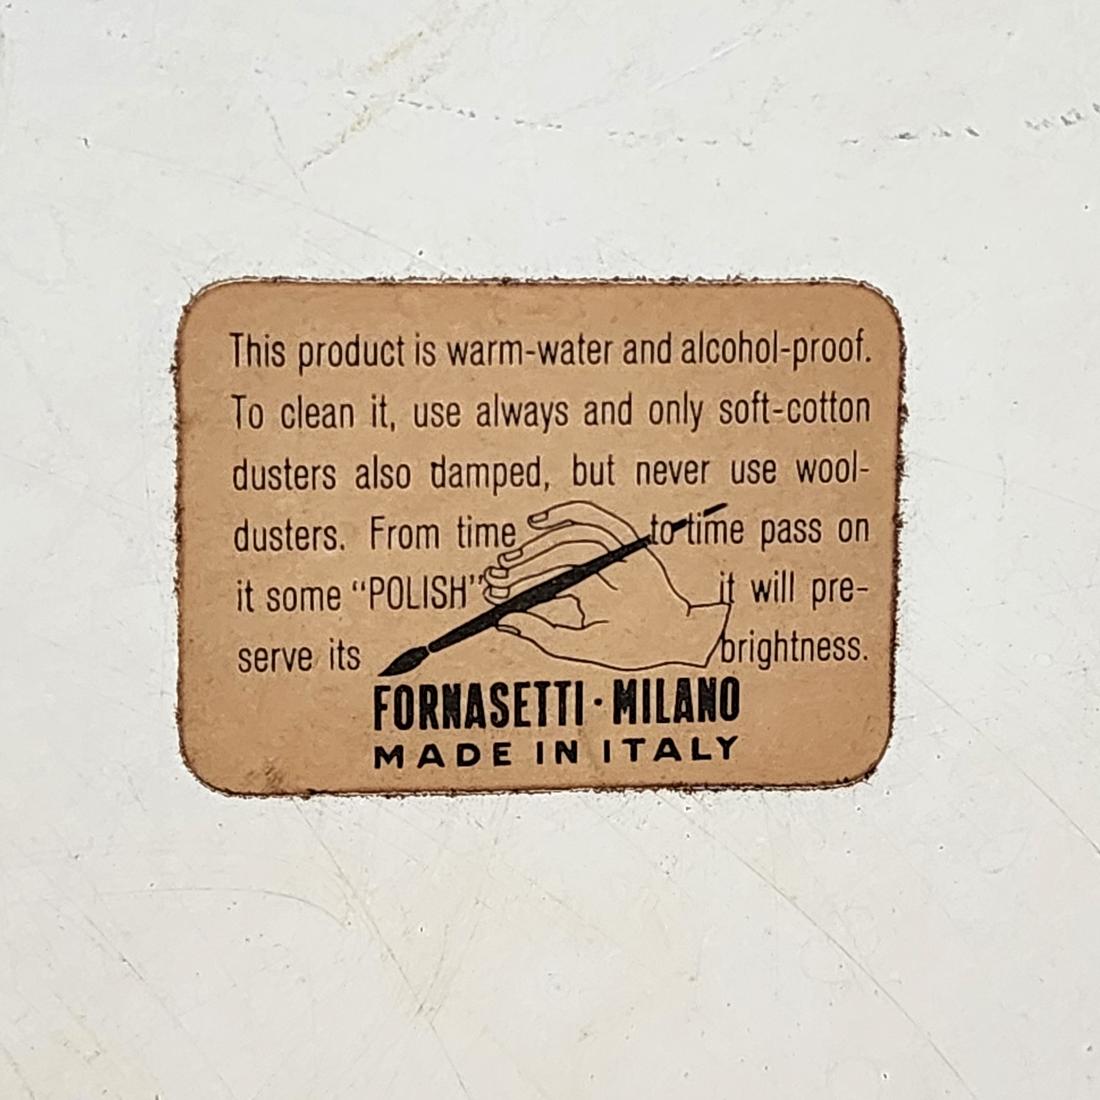 This product is warm-water and alcohol-proof.
To clean it, use always and only soft-cotton
dusters also damped, but never use wool-
dusters. From time to time pass on
it some “POLISH” it will pre-
serve its brightness.
FORNASETTI · MILANO
MADE IN ITALY